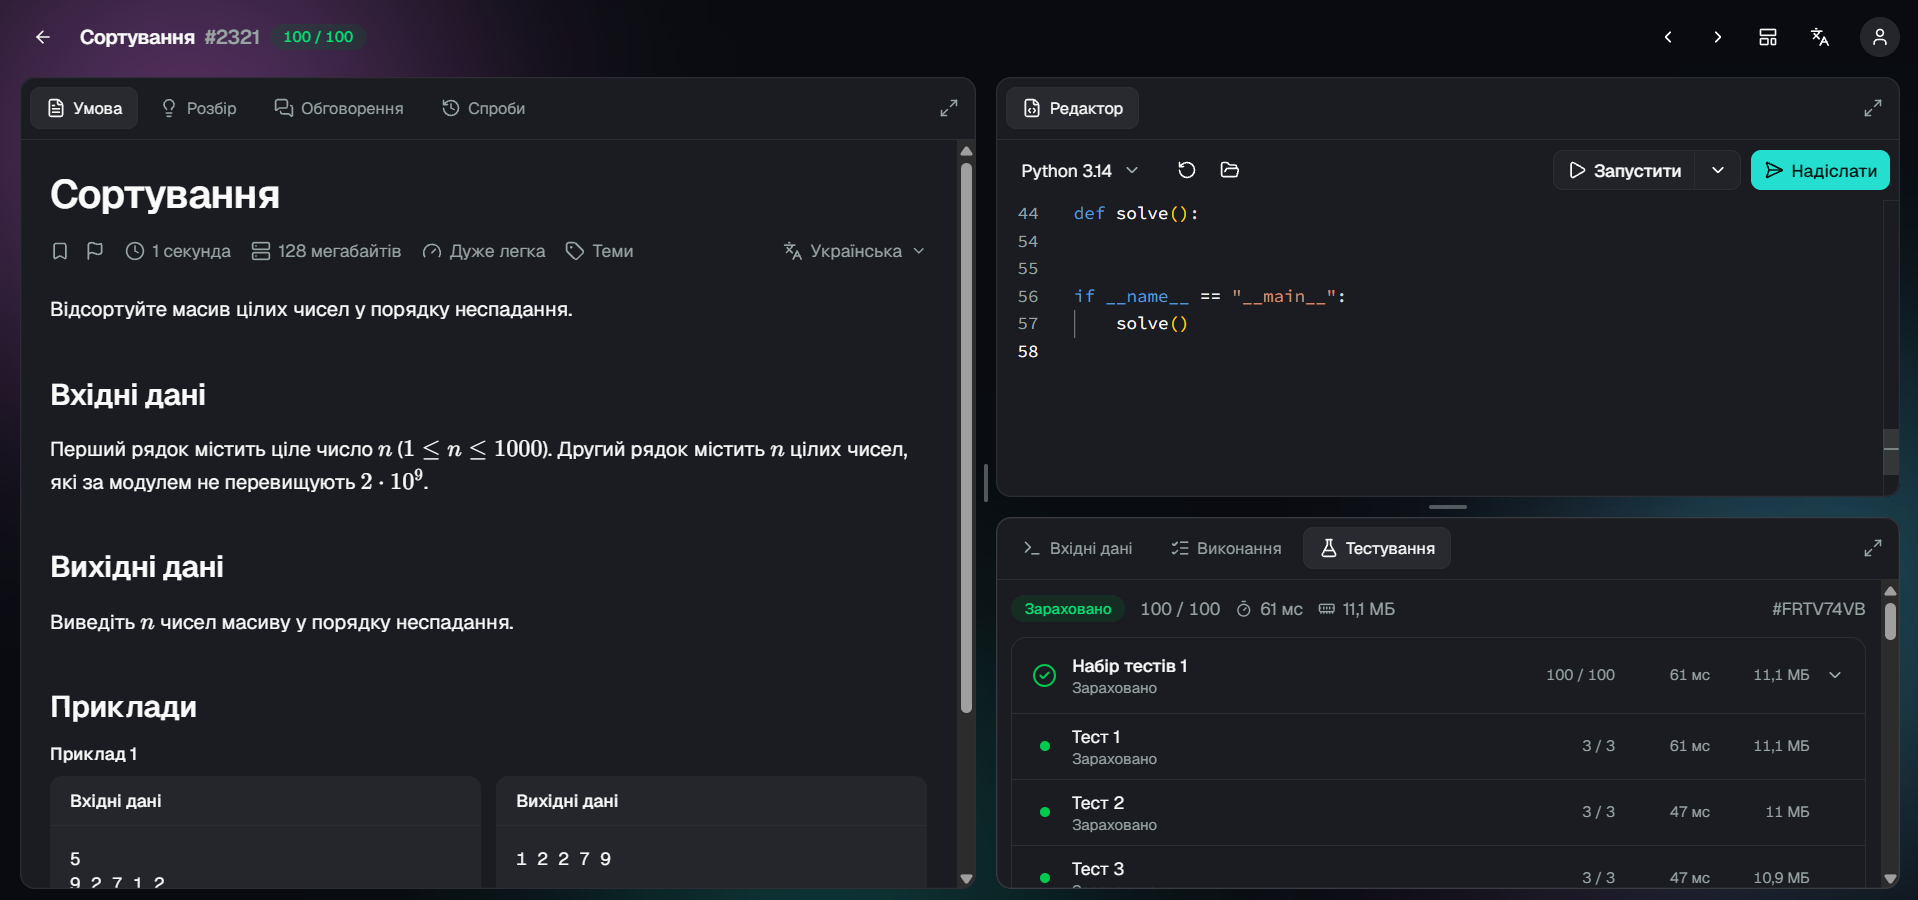 Сортування #2321 100 / 100
Умова Розбір Обговорення Спроби
Сортування
1 секунда 128 мегабайтів Дуже легка Теми Українська
Відсортуйте масив цілих чисел у порядку неспадання.
Вхідні дані
Перший рядок містить ціле число n (1 ≤ n ≤ 1000). Другий рядок містить n цілих чисел,
які за модулем не перевищують 2 · 10⁹.
Вихідні дані
Виведіть n чисел масиву у порядку неспадання.
Приклади
Приклад 1
Вхідні дані
5
9 2 7 1 2
Вихідні дані
1 2 2 7 9
Редактор
Python 3.14 Запустити Надіслати
44 def solve():
54
55
56 if __name__ == "__main__":
57 solve()
58
Вхідні дані Виконання Тестування
Зараховано 100 / 100 61 мс 11,1 МБ #FRTV74VB
Набір тестів 1 100 / 100 61 мс 11,1 МБ
Зараховано
Тест 1 3 / 3 61 мс 11,1 МБ
Зараховано
Тест 2 3 / 3 47 мс 11 МБ
Зараховано
Тест 3 3 / 3 47 мс 10,9 МБ